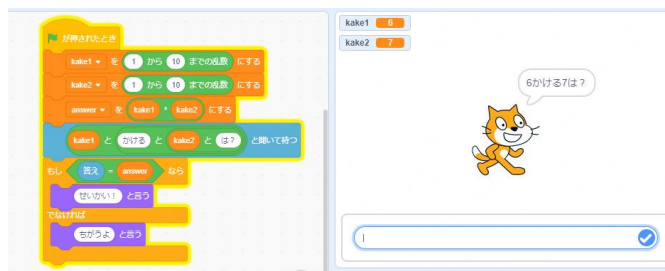 が押されたとき
kake1 を 1 から 10 までの乱数 にする
kake2 を 1 から 10 までの乱数 にする
answer を kake1 * kake2 にする
kake1 と かける と kake2 と は? と聞いて待つ
もし 答え = answer なら
せいかい! と言う
でなければ
ちがうよ と言う
kake1 6
kake2 7
6かける7は?